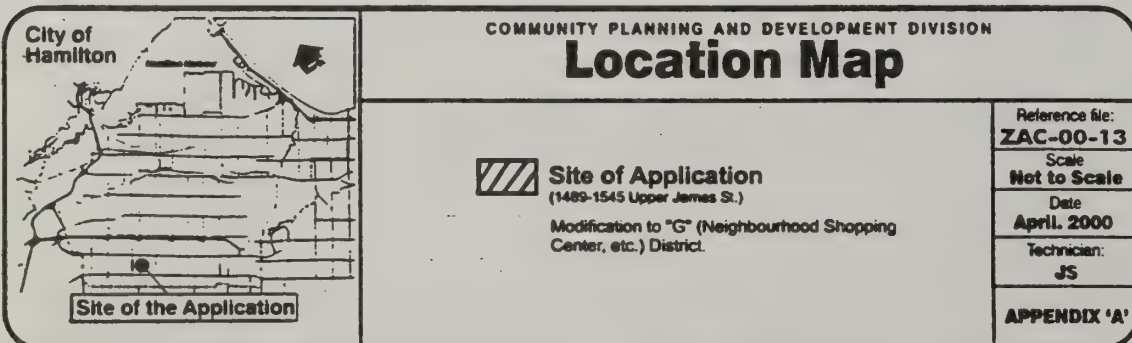 City of
Hamilton
Hamilton Harbour
Site of the Application
COMMUNITY PLANNING AND DEVELOPMENT DIVISION
Location Map
Site of Application
(1489-1545 Upper James St.)
Modification to "G" (Neighbourhood Shopping
Center, etc.) District.
Reference file:
ZAC-00-13
Scale
Not to Scale
Date
April. 2000
Technician:
JS
APPENDIX 'A'